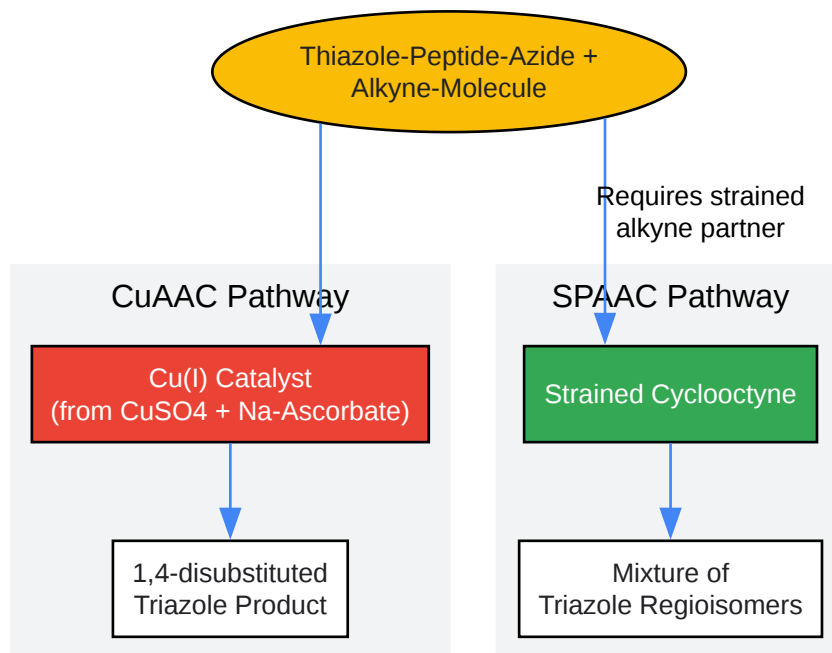 Thiazole-Peptide-Azide +
Alkyne-Molecule
Requires strained
alkyne partner
CuAAC Pathway
SPAAC Pathway
Cu(I) Catalyst
(from CuSO4 + Na-Ascorbate)
Strained Cyclooctyne
1,4-disubstituted
Triazole Product
Mixture of
Triazole Regioisomers